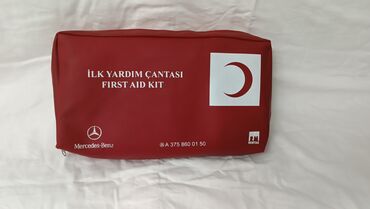 İLK YARDIM ÇANTASI
FIRST AID KIT
Mercedes-Benz
A 375 860 01 50